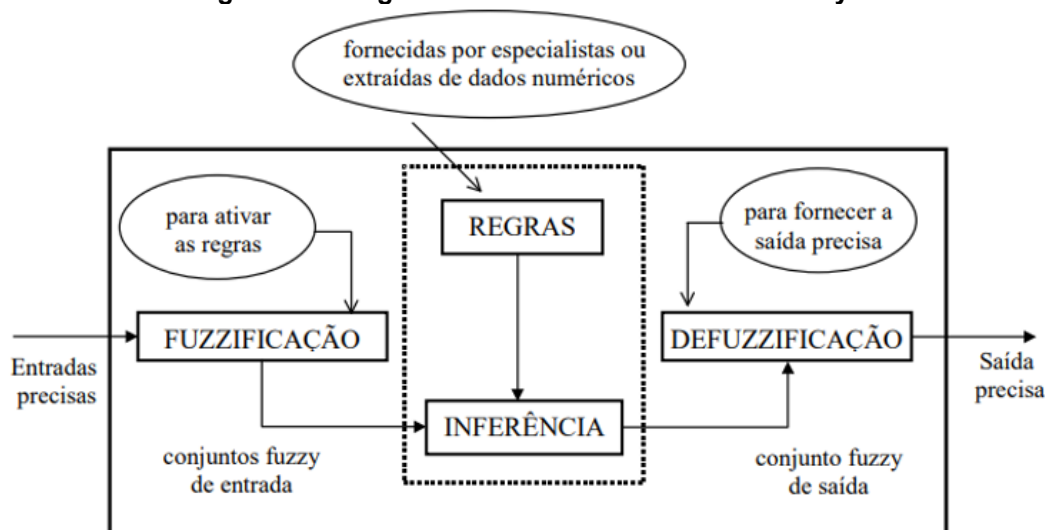 fornecidas por especialistas ou
extraídas de dados numéricos
para ativar
as regras
REGRAS
para fornecer a
saída precisa
FUZZIFICAÇÃO
DEFUZZIFICAÇÃO
Entradas
precisas
Saída
precisa
INFERÊNCIA
conjuntos fuzzy
de entrada
conjunto fuzzy
de saída